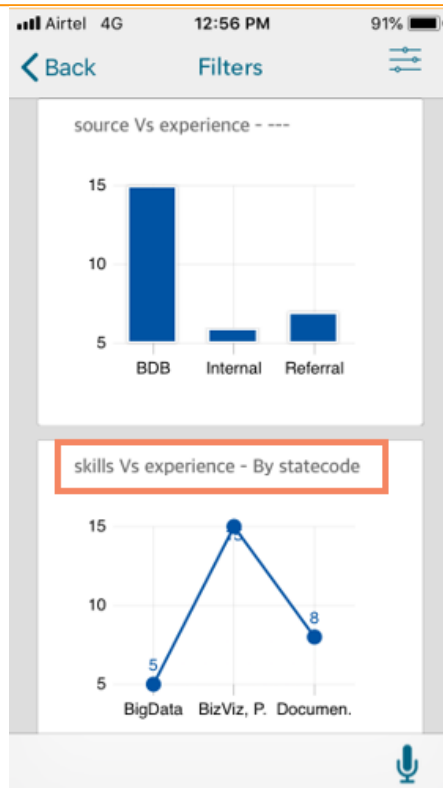 Airtel 4G 12:56 PM 91%
Back Filters
source Vs experience - ---
15
10
5
BDB Internal Referral
skills Vs experience - By statecode
15
15
10
8
5
5
BigData BizViz, P. Documen.